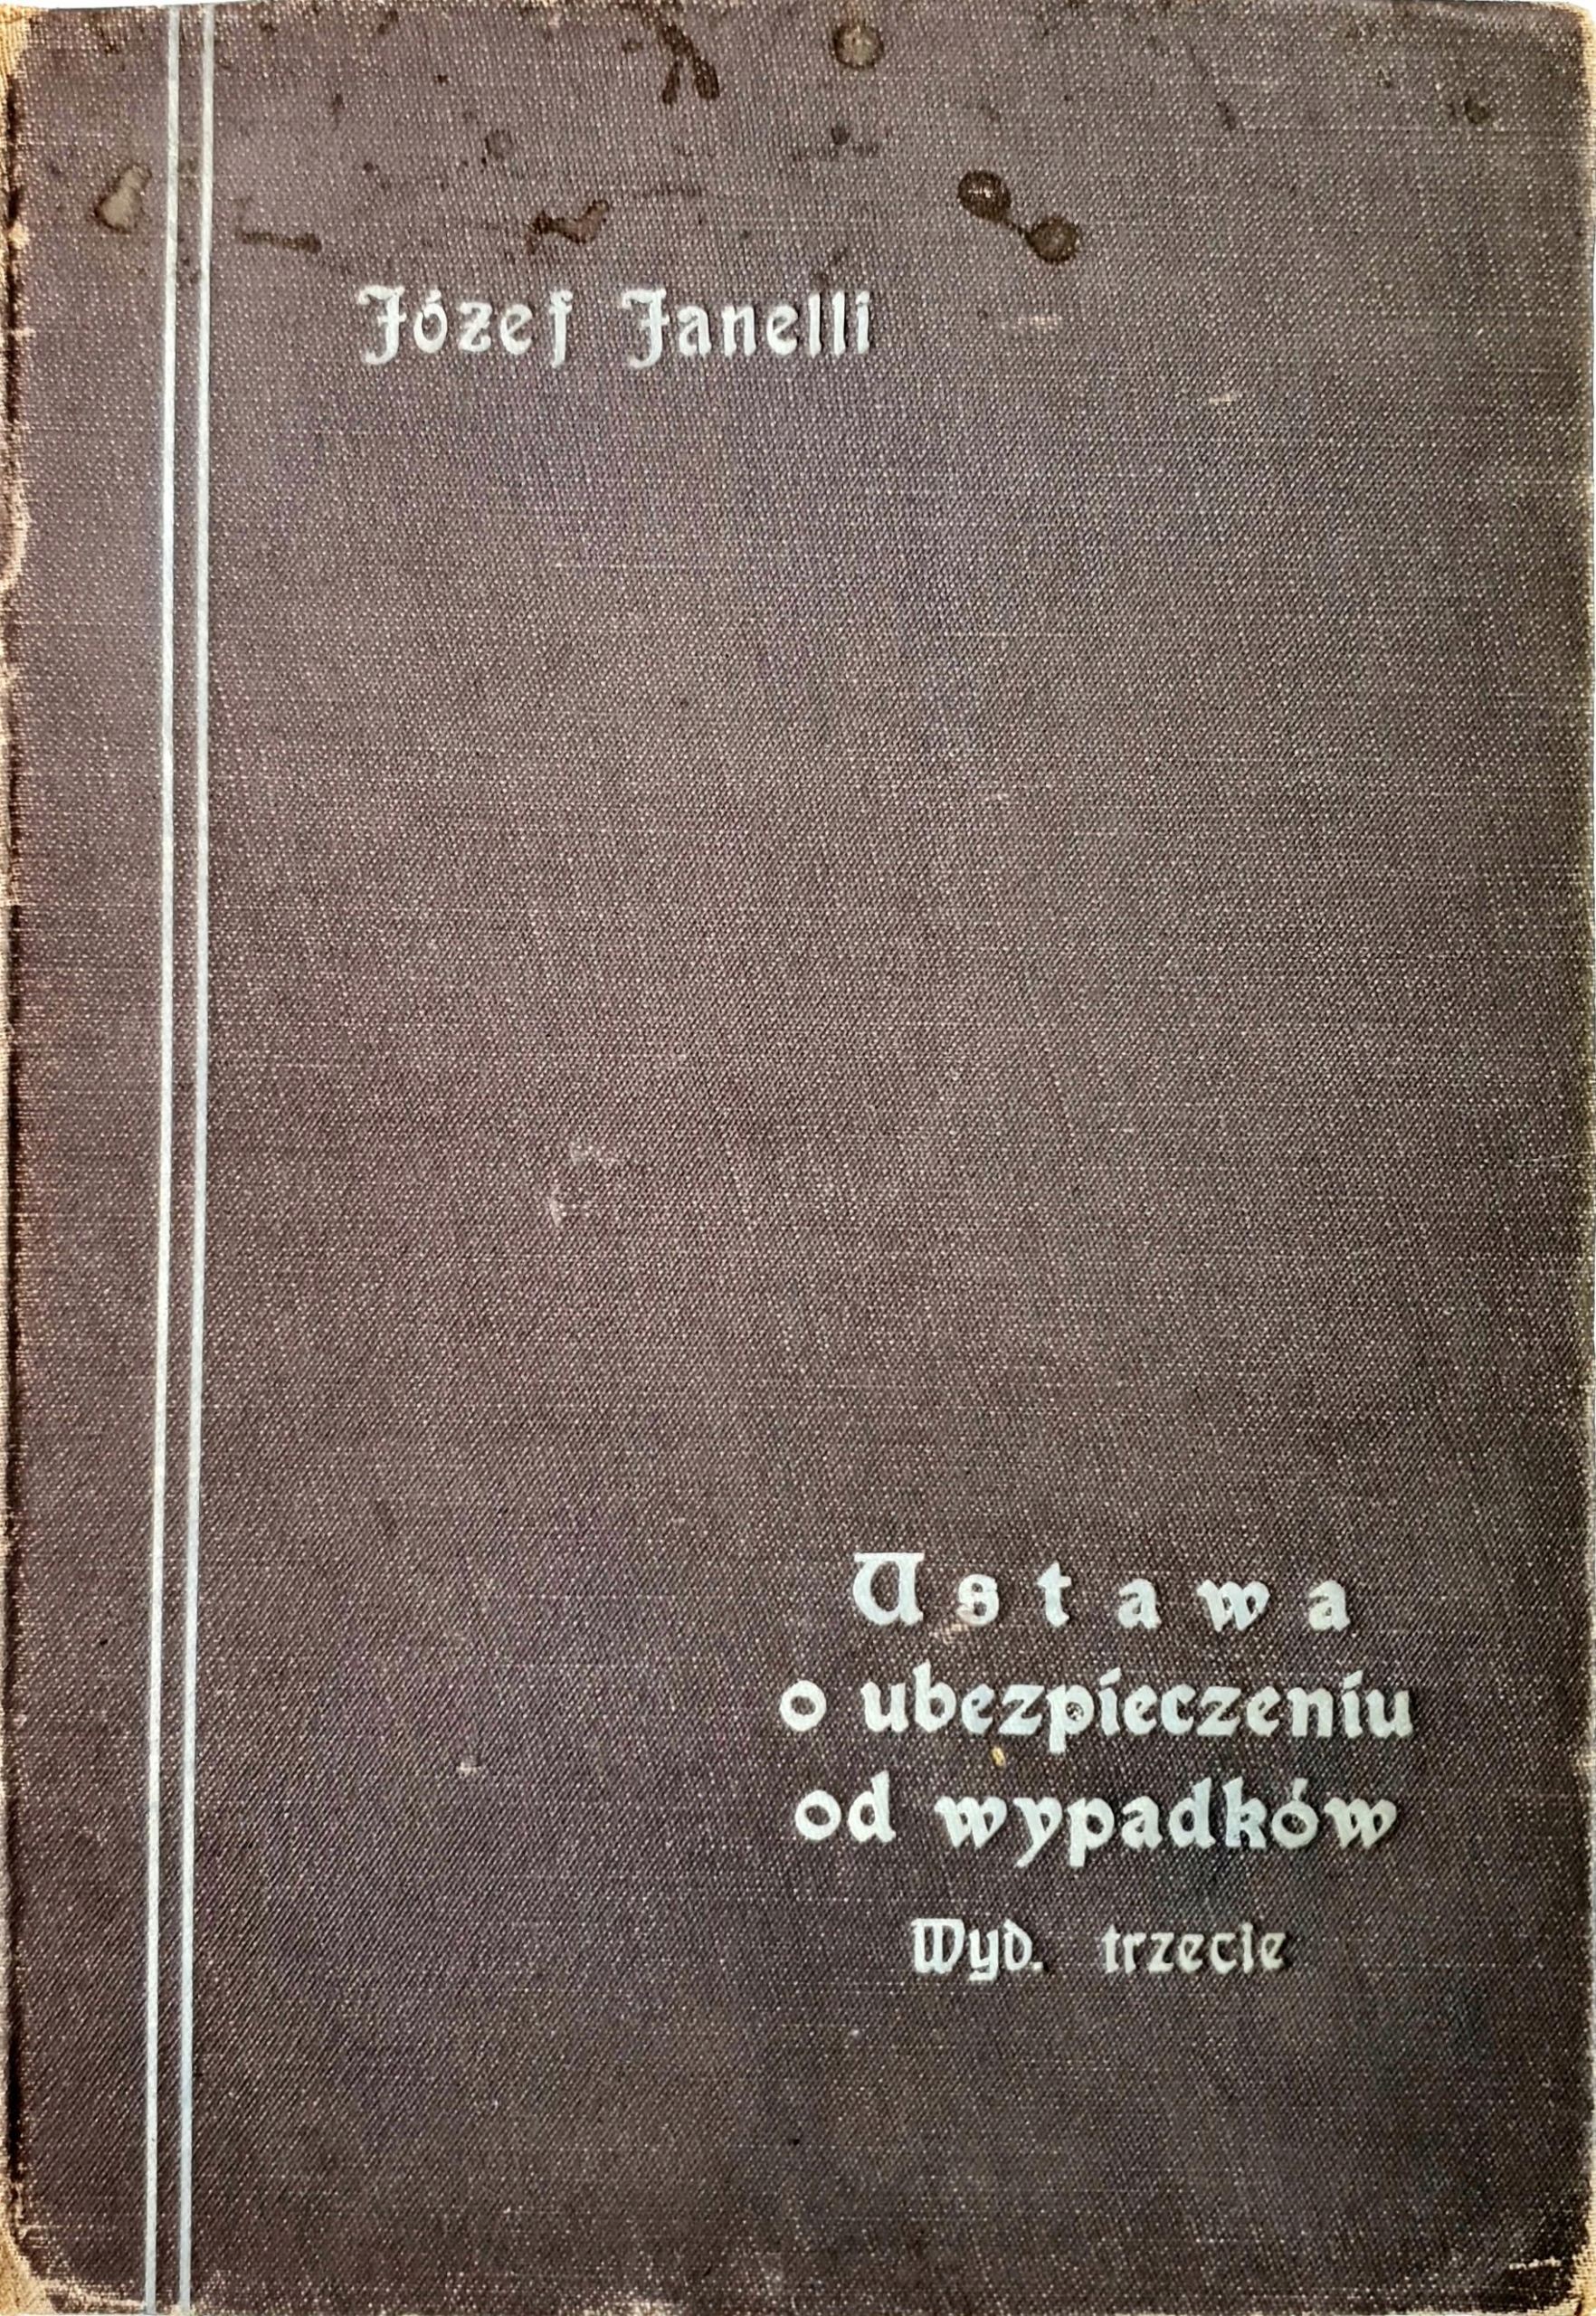 Józef Janelli
Ustawa
o ubezpieczeniu
od wypadków
Wyd. trzecie